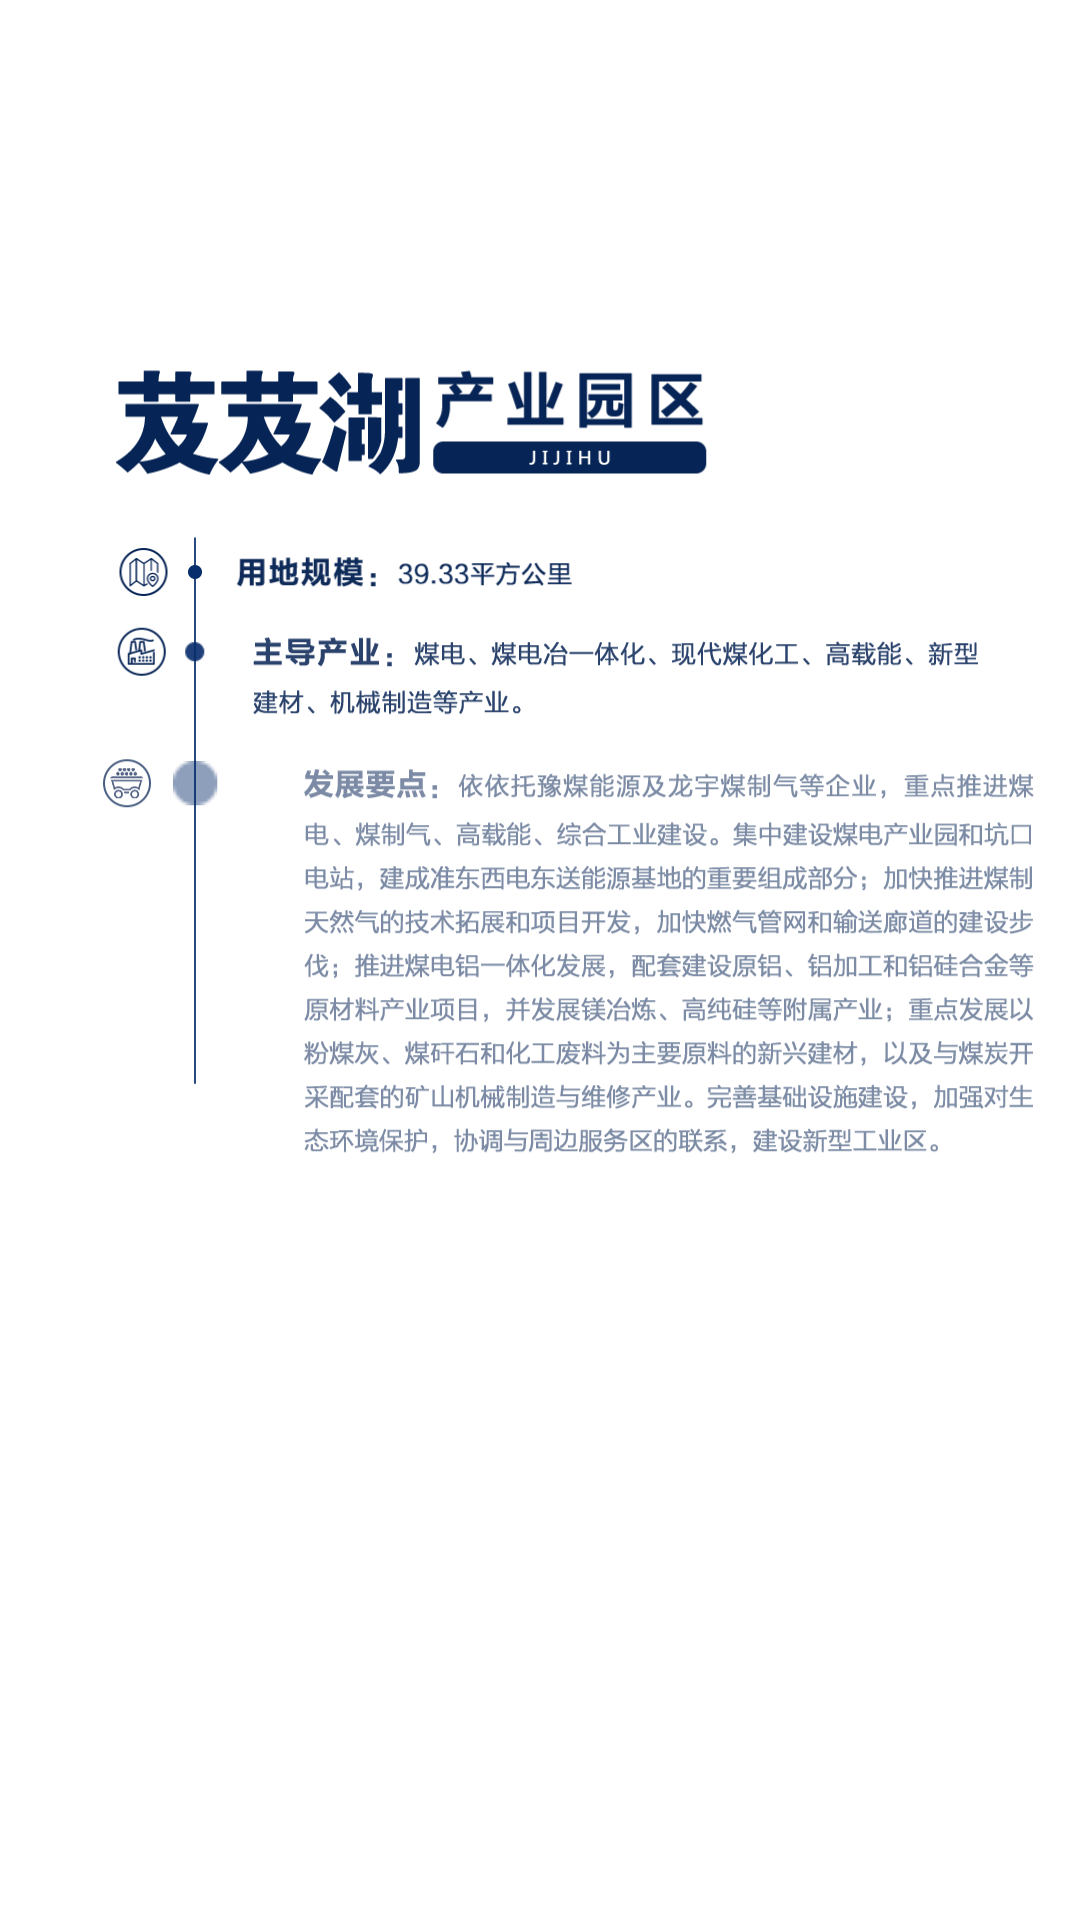 芨芨湖产业园区
JIJIHU
用地规模：39.33平方公里
主导产业：煤电、煤电冶一体化、现代煤化工、高载能、新型
建材、机械制造等产业。
发展要点：依依托豫煤能源及龙宇煤制气等企业，重点推进煤
电、煤制气、高载能、综合工业建设。集中建设煤电产业园和坑口
电站，建成准东西电东送能源基地的重要组成部分；加快推进煤制
天然气的技术拓展和项目开发，加快燃气管网和输送廊道的建设步
伐；推进煤电铝一体化发展，配套建设原铝、铝加工和铝硅合金等
原材料产业项目，并发展镁冶炼、高纯硅等附属产业；重点发展以
粉煤灰、煤矸石和化工废料为主要原料的新兴建材，以及与煤炭开
采配套的矿山机械制造与维修产业。完善基础设施建设，加强对生
态环境保护，协调与周边服务区的联系，建设新型工业区。